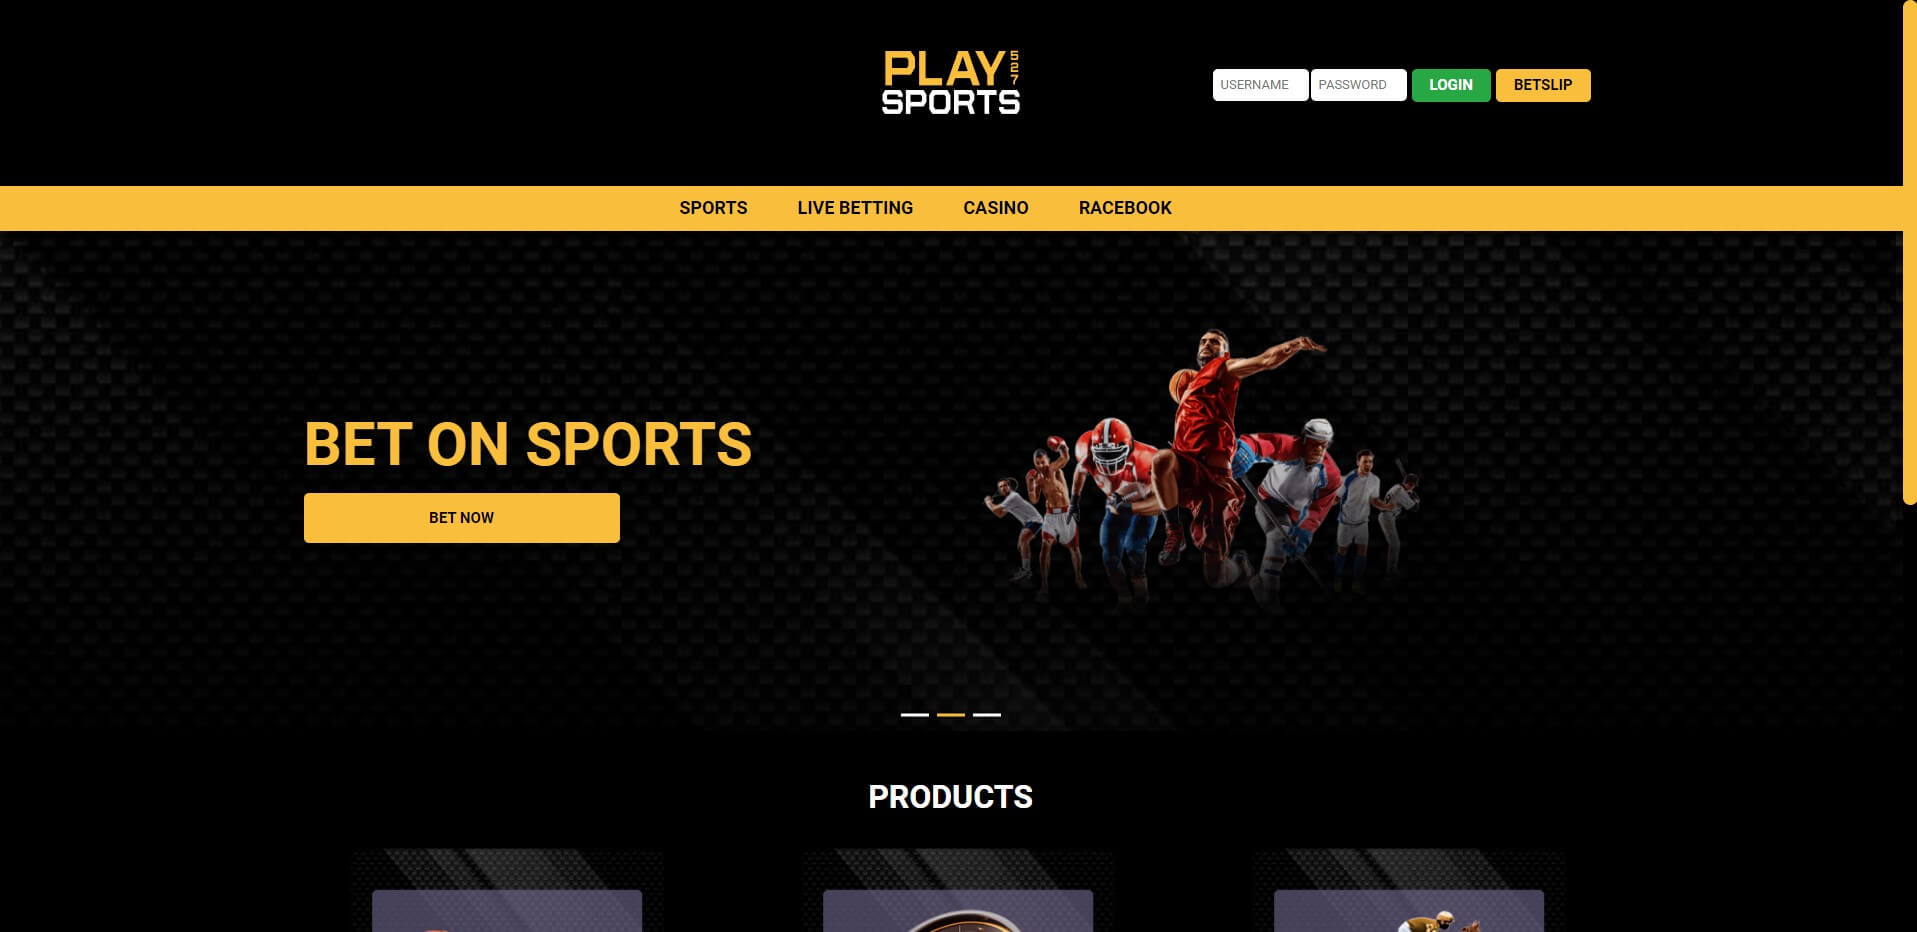 PLAY 527
SPORTS
USERNAME PASSWORD LOGIN BETSLIP
SPORTS LIVE BETTING CASINO RACEBOOK
BET ON SPORTS
BET NOW
PRODUCTS